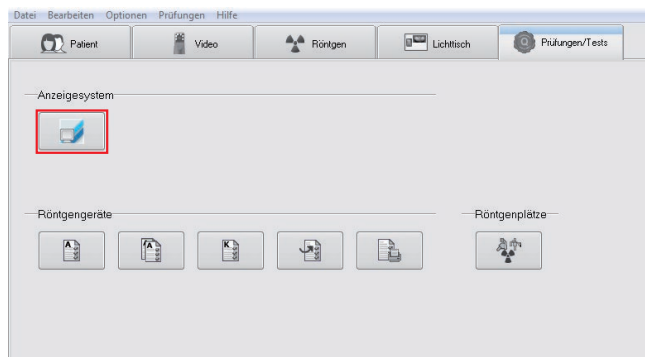 Datei Bearbeiten Optionen Prüfungen Hilfe
Patient Video Röntgen Lichttisch Q Prüfungen/Tests
Anzeigesystem
Röntgengeräte Röntgenplätze
A A K